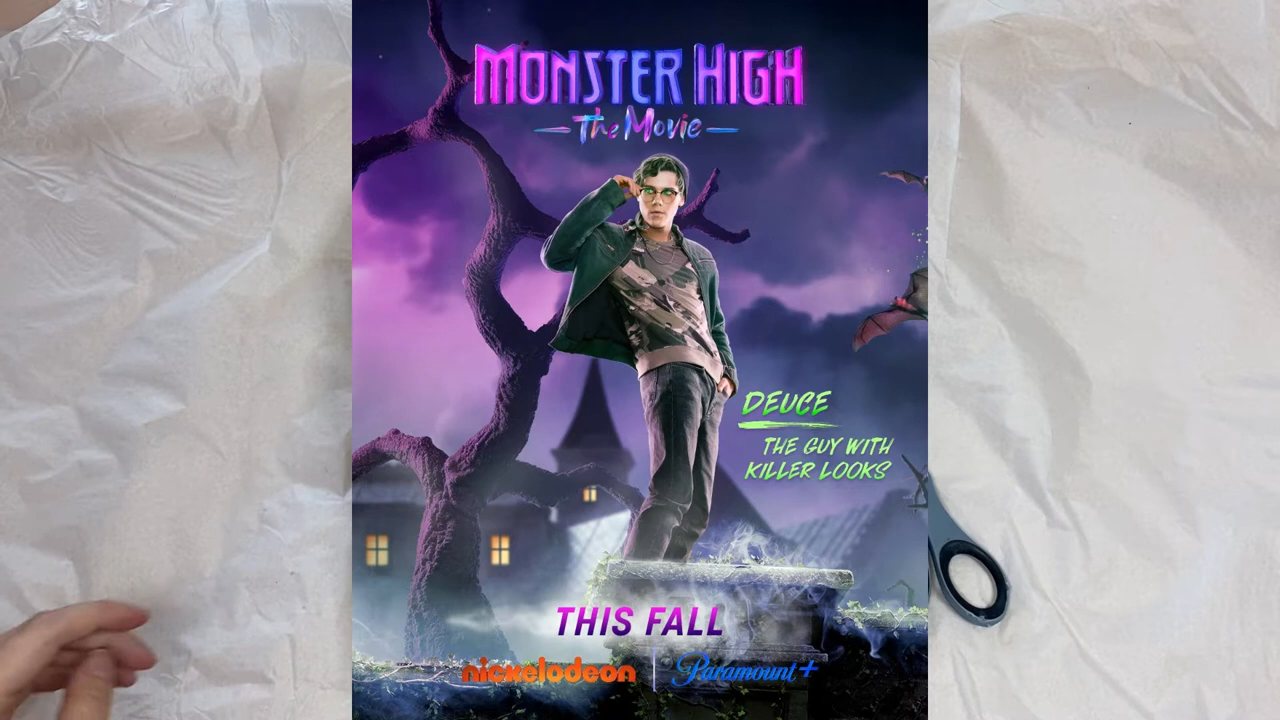 MONSTER HIGH
The Movie
DEUCE
THE GUY WITH
KILLER LOOKS
THIS FALL
nickelodeon
Paramount+